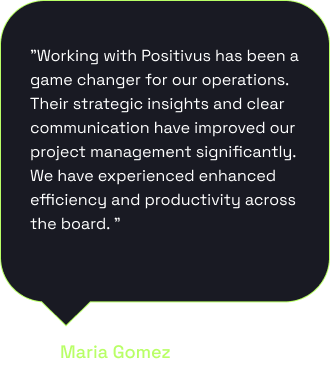 ”Working with Positivus has been a
game changer for our operations.
Their strategic insights and clear
communication have improved our
project management significantly.
We have experienced enhanced
efficiency and productivity across
the board. ”
Maria Gomez